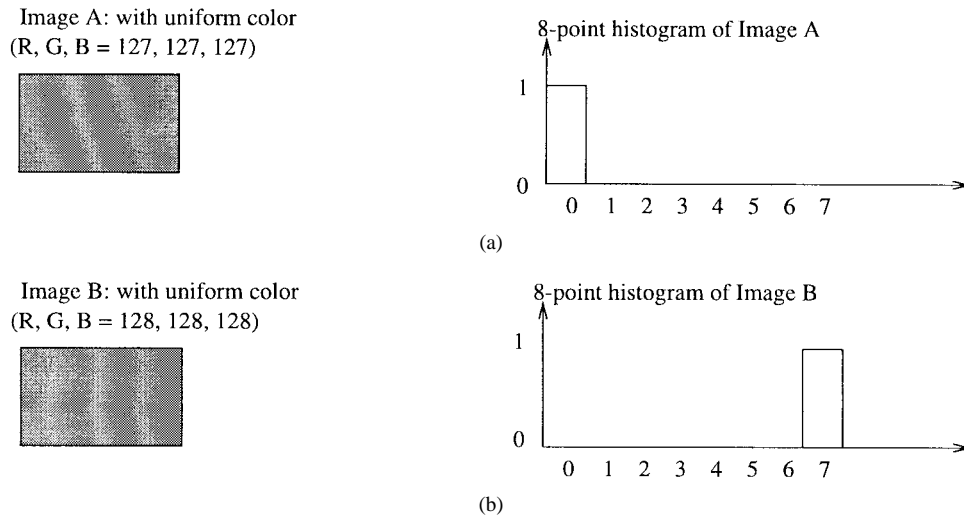 Image A: with uniform color
(R, G, B = 127, 127, 127)
8-point histogram of Image A
1
0
0 1 2 3 4 5 6 7
(a)
Image B: with uniform color
(R, G, B = 128, 128, 128)
8-point histogram of Image B
1
0
0 1 2 3 4 5 6 7
(b)